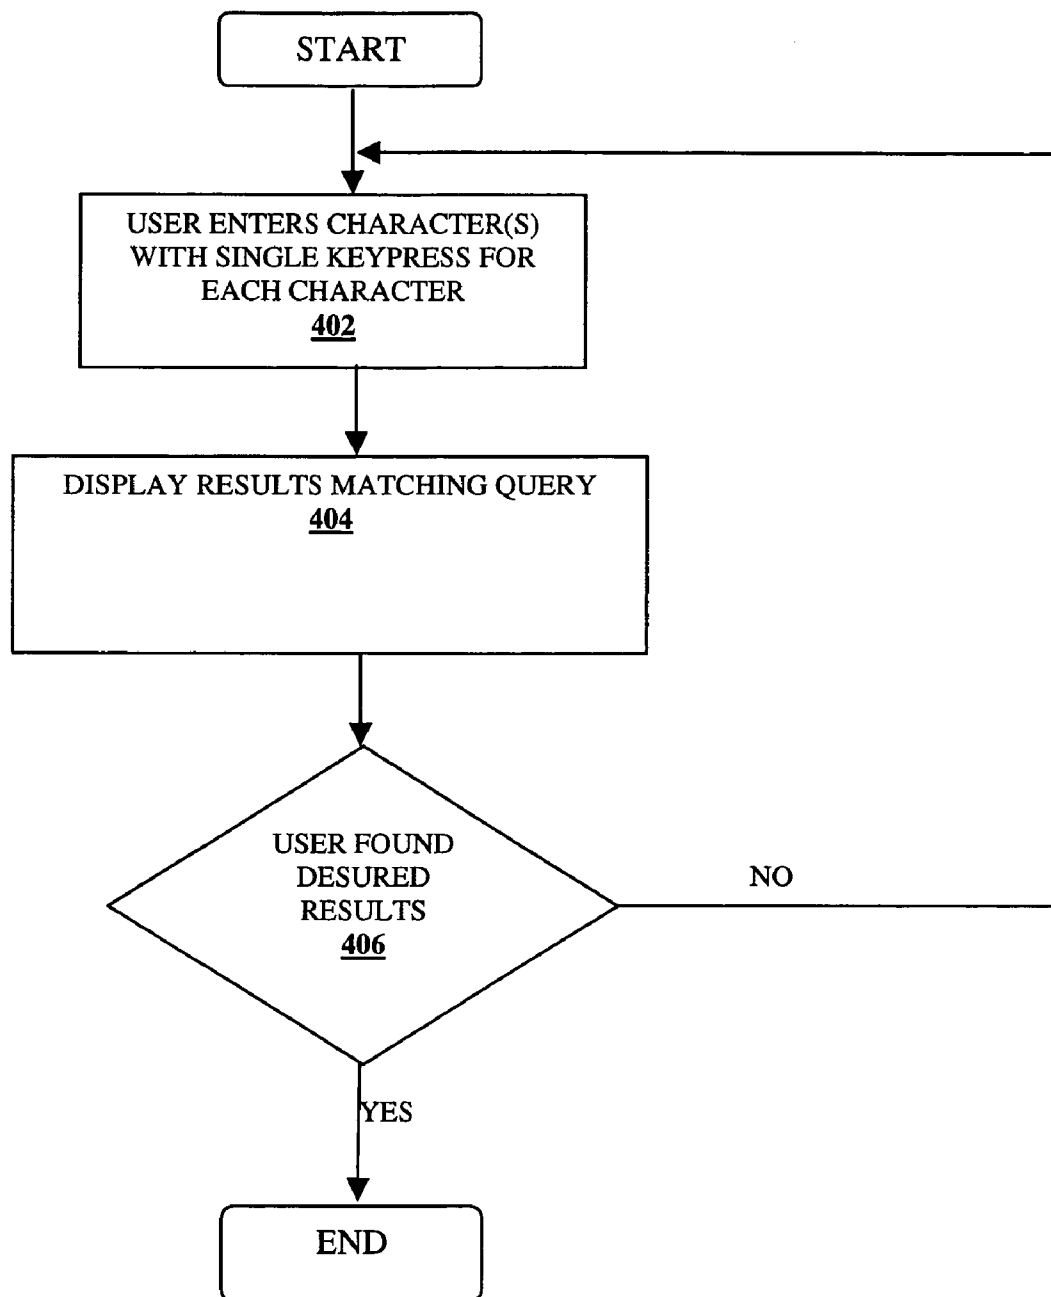 START
USER ENTERS CHARACTER(S)
WITH SINGLE KEYPRESS FOR
EACH CHARACTER
402
DISPLAY RESULTS MATCHING QUERY
404
USER FOUND
DESURED
RESULTS
406
NO
YES
END